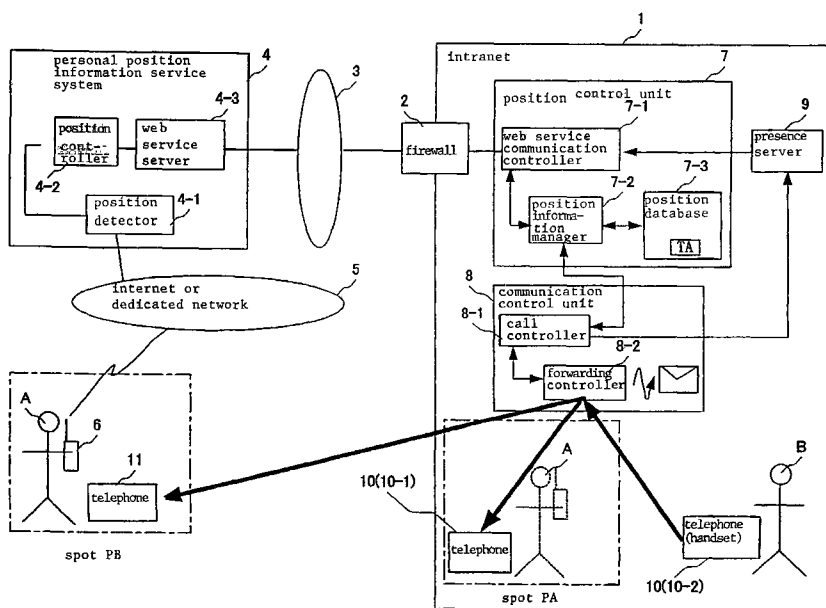 1
personal position
information service
system
4
4-3
position
cont-
roller
4-2
web
service
server
position
detector
4-1
3
2
firewall
intranet
7
position control unit
7-1
web service
communication
controller
7-2
position
informa-
tion
manager
7-3
position
database
TA
9
presence
server
5
internet or
dedicated network
8
communication
control unit
8-1
call
controller
8-2
forwarding
controller
A
6
11
telephone
spot PB
10(10-1)
A
telephone
spot PA
B
telephone
(handset)
10(10-2)